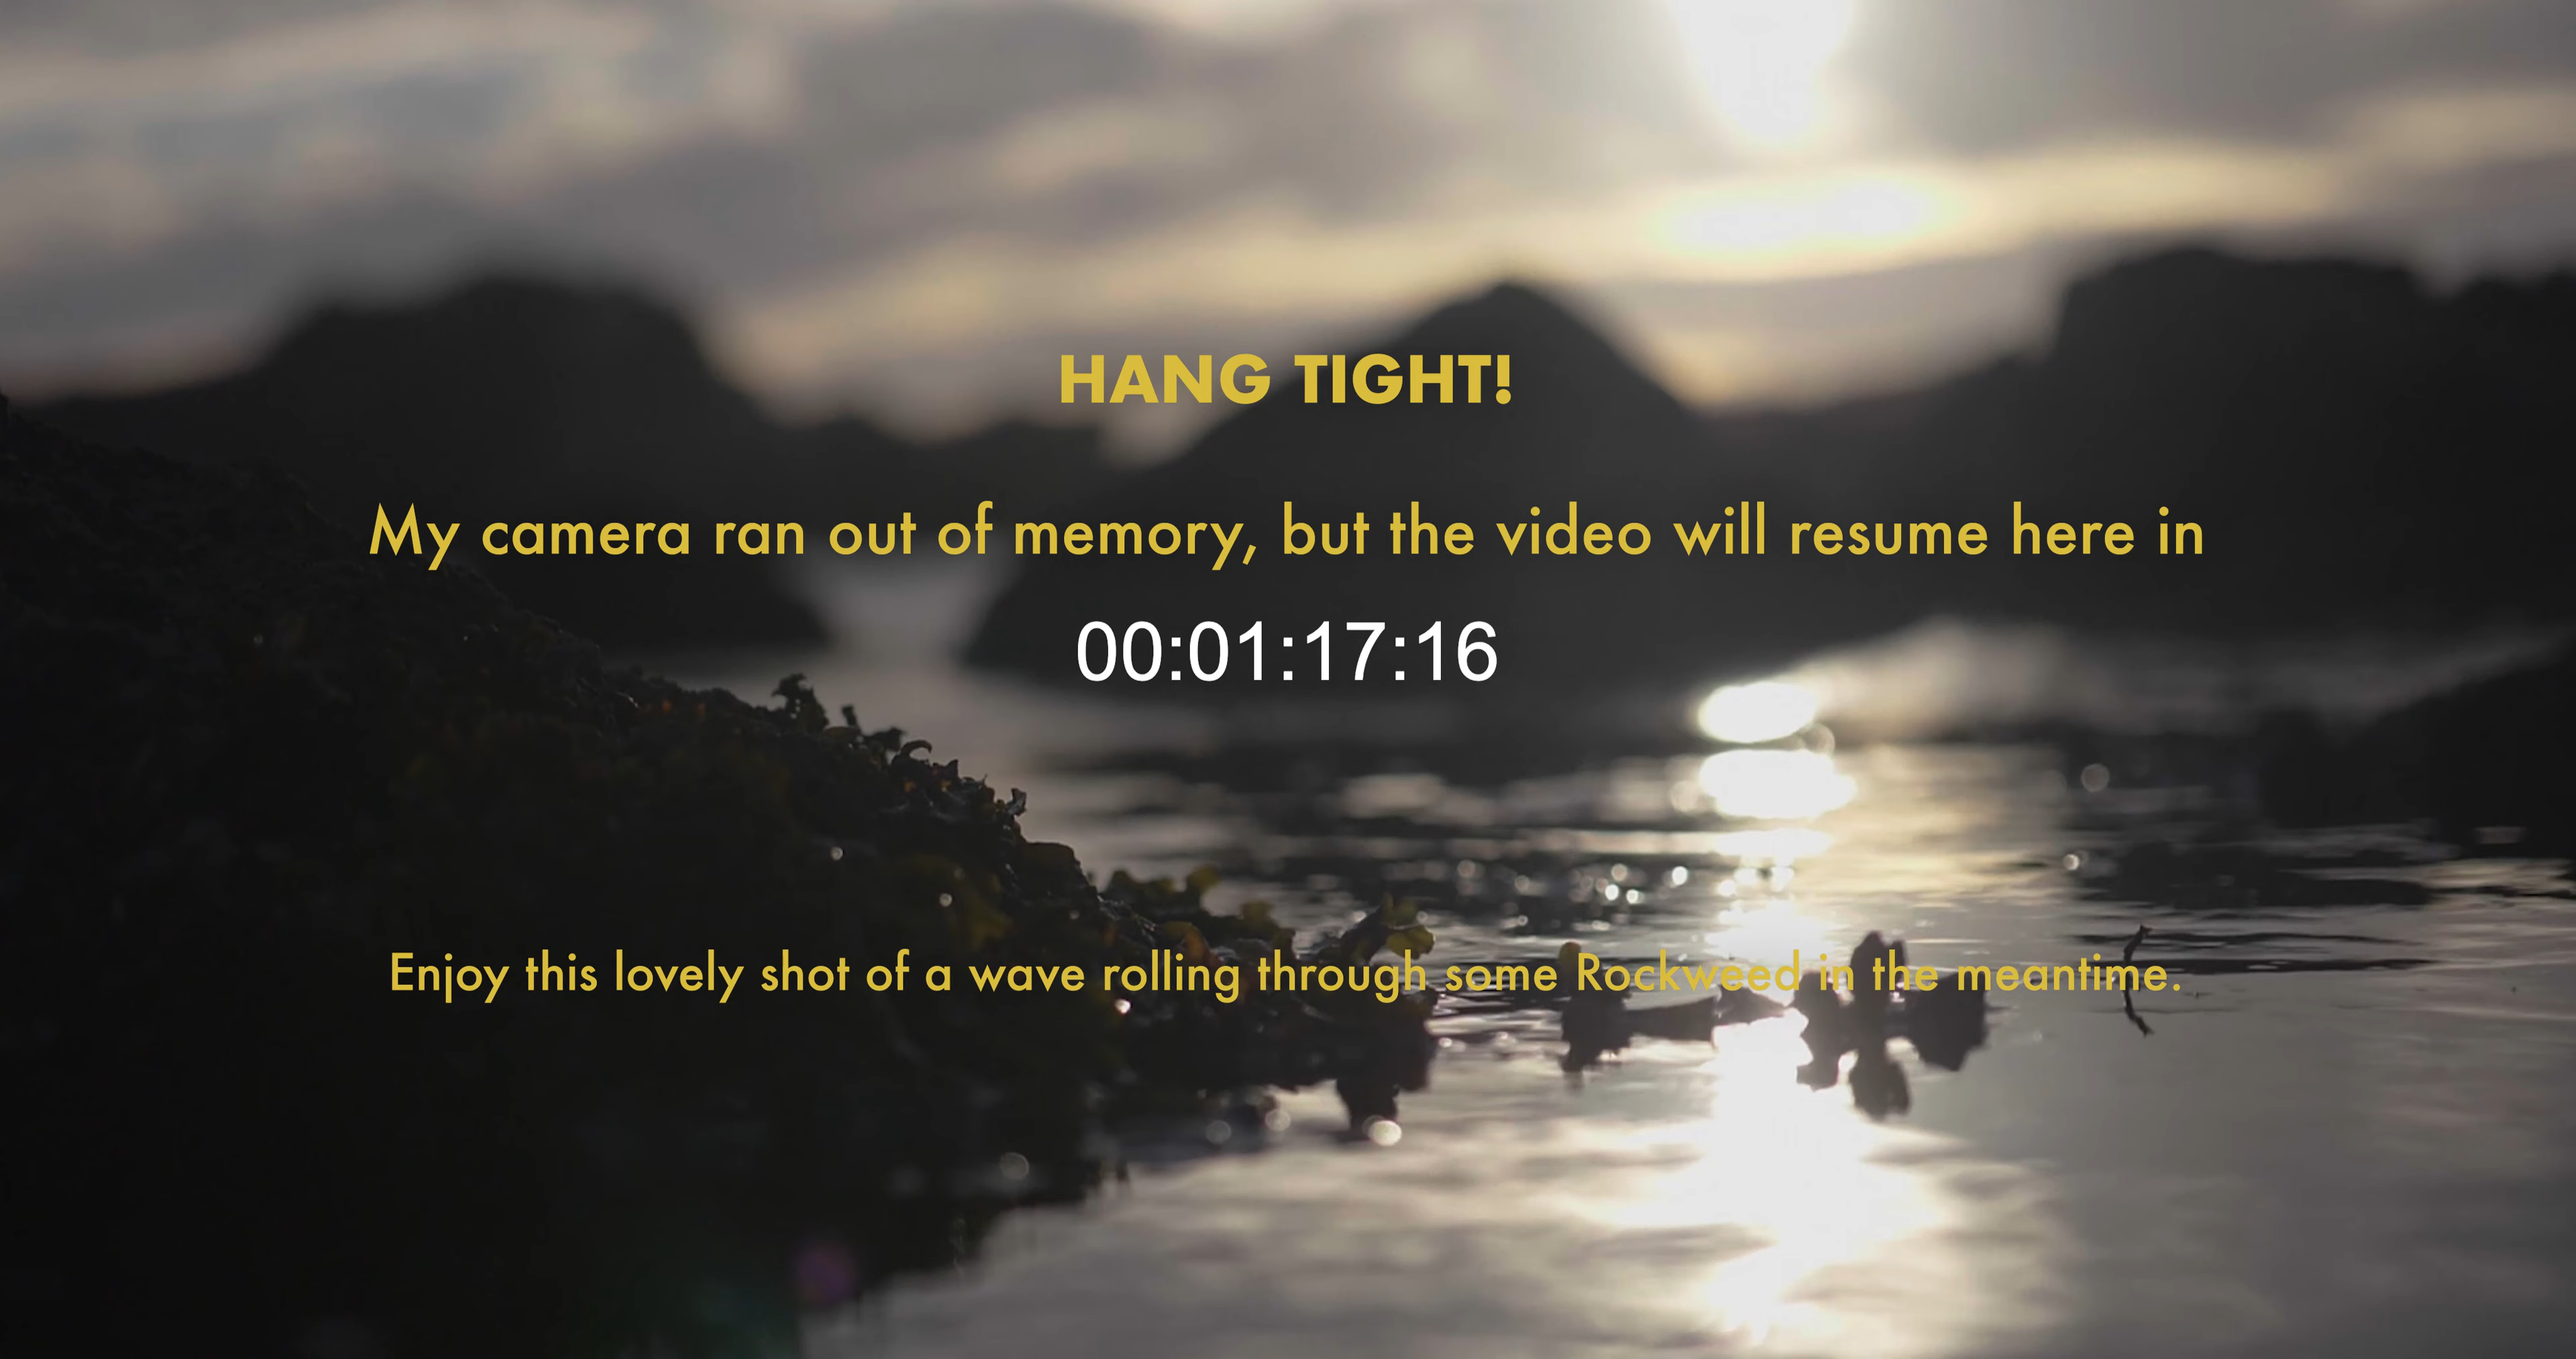 HANG TIGHT!
My camera ran out of memory, but the video will resume here in
00:01:17:16
Enjoy this lovely shot of a wave rolling through some Rockweed in the meantime.